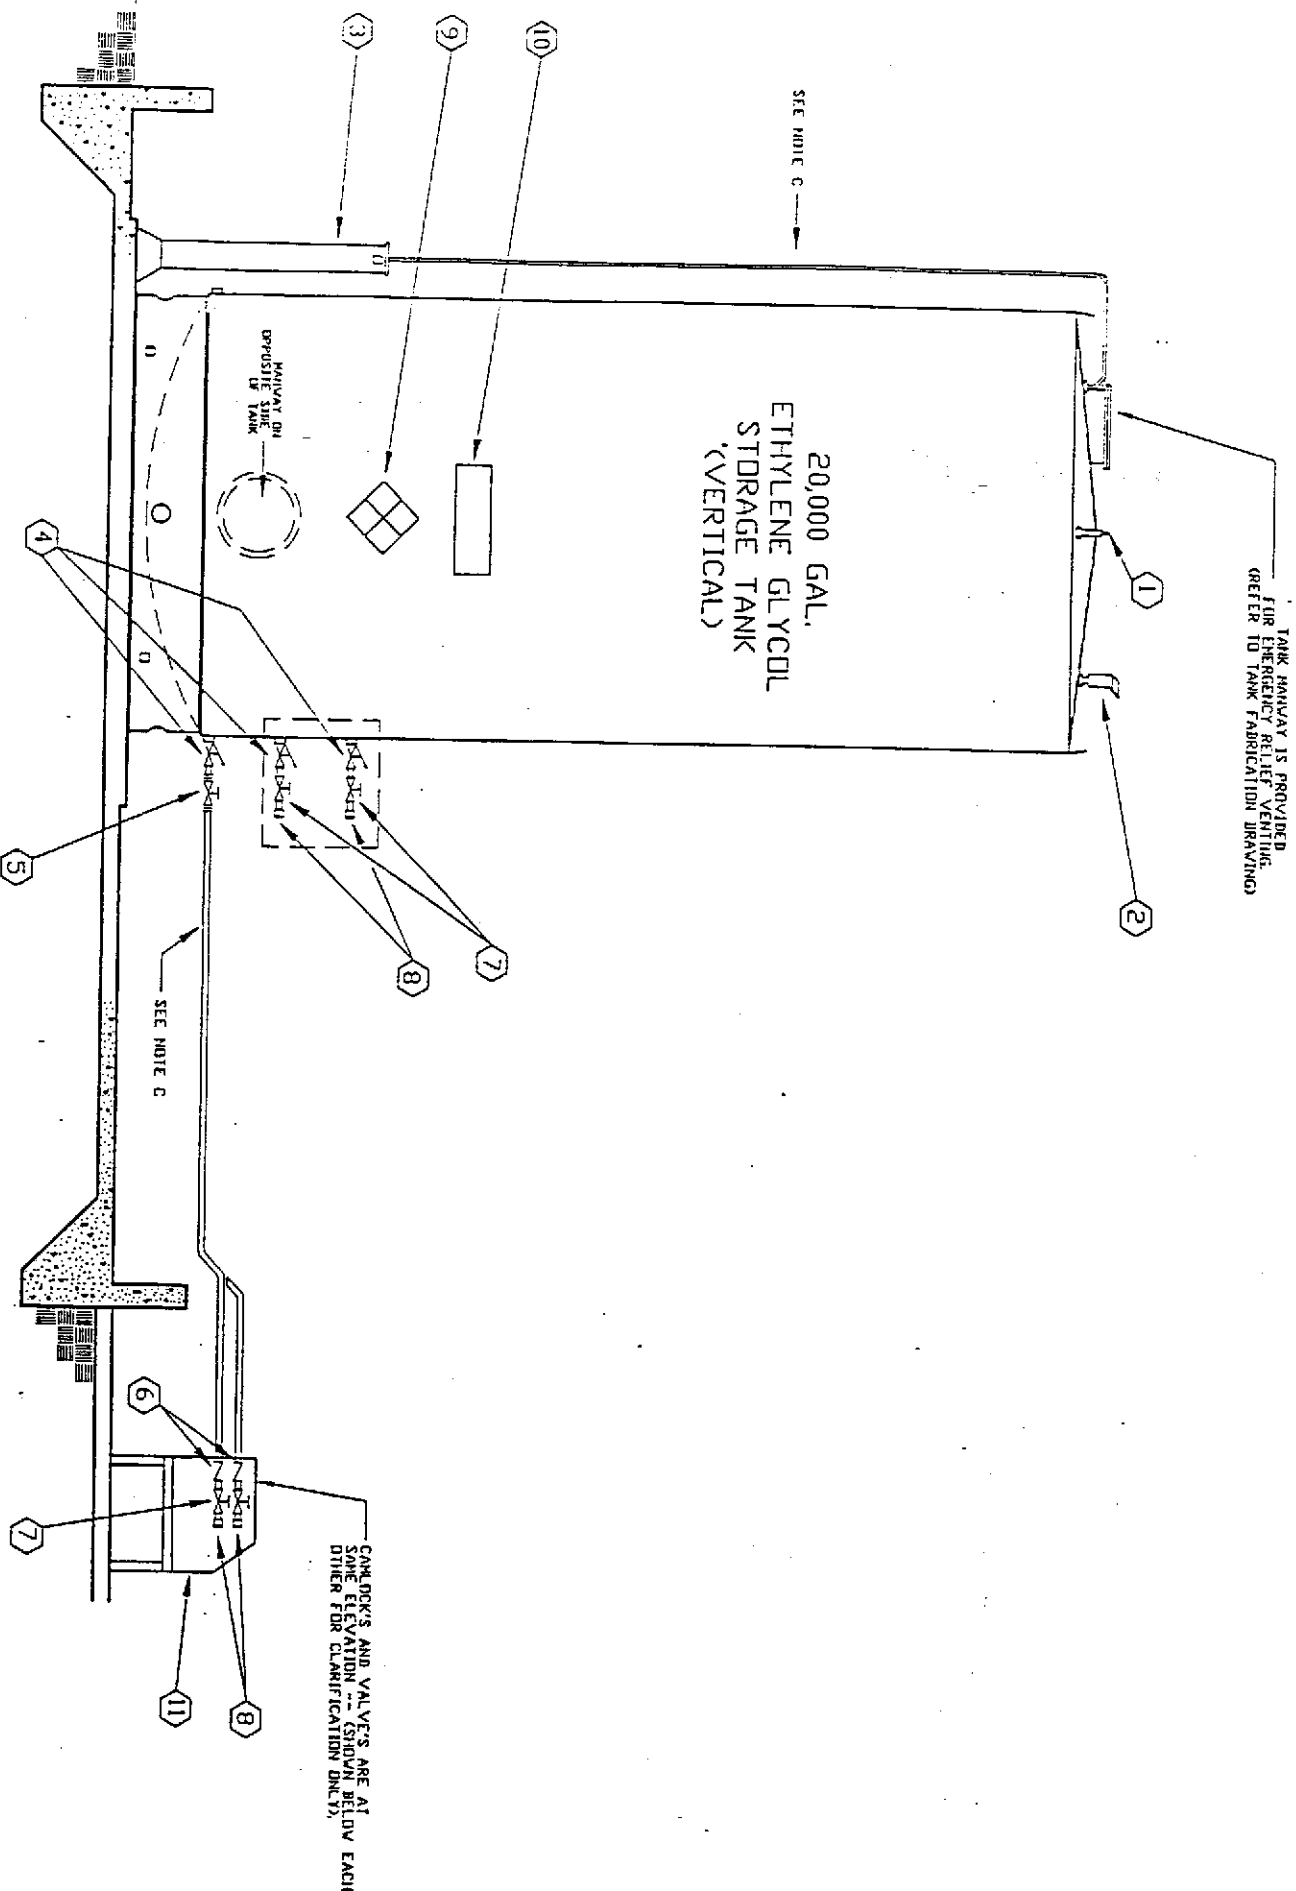 TANK MANWAY IS PROVIDED
FOR EMERGENCY RELIEF VENTING.
(REFER TO TANK FABRICATION DRAWING)
1
2
SEE NOTE C
20,000 GAL.
ETHYLENE GLYCOL
STORAGE TANK
(VERTICAL)
10
9
3
7
8
MANWAY ON
OPPOSITE SIDE
OF TANK
4
5
SEE NOTE C
CAMLOCK'S AND VALVE'S ARE AT
SAME ELEVATION -- (SHOWN BELOW EACH
OTHER FOR CLARIFICATION ONLY).
6
7
8
11